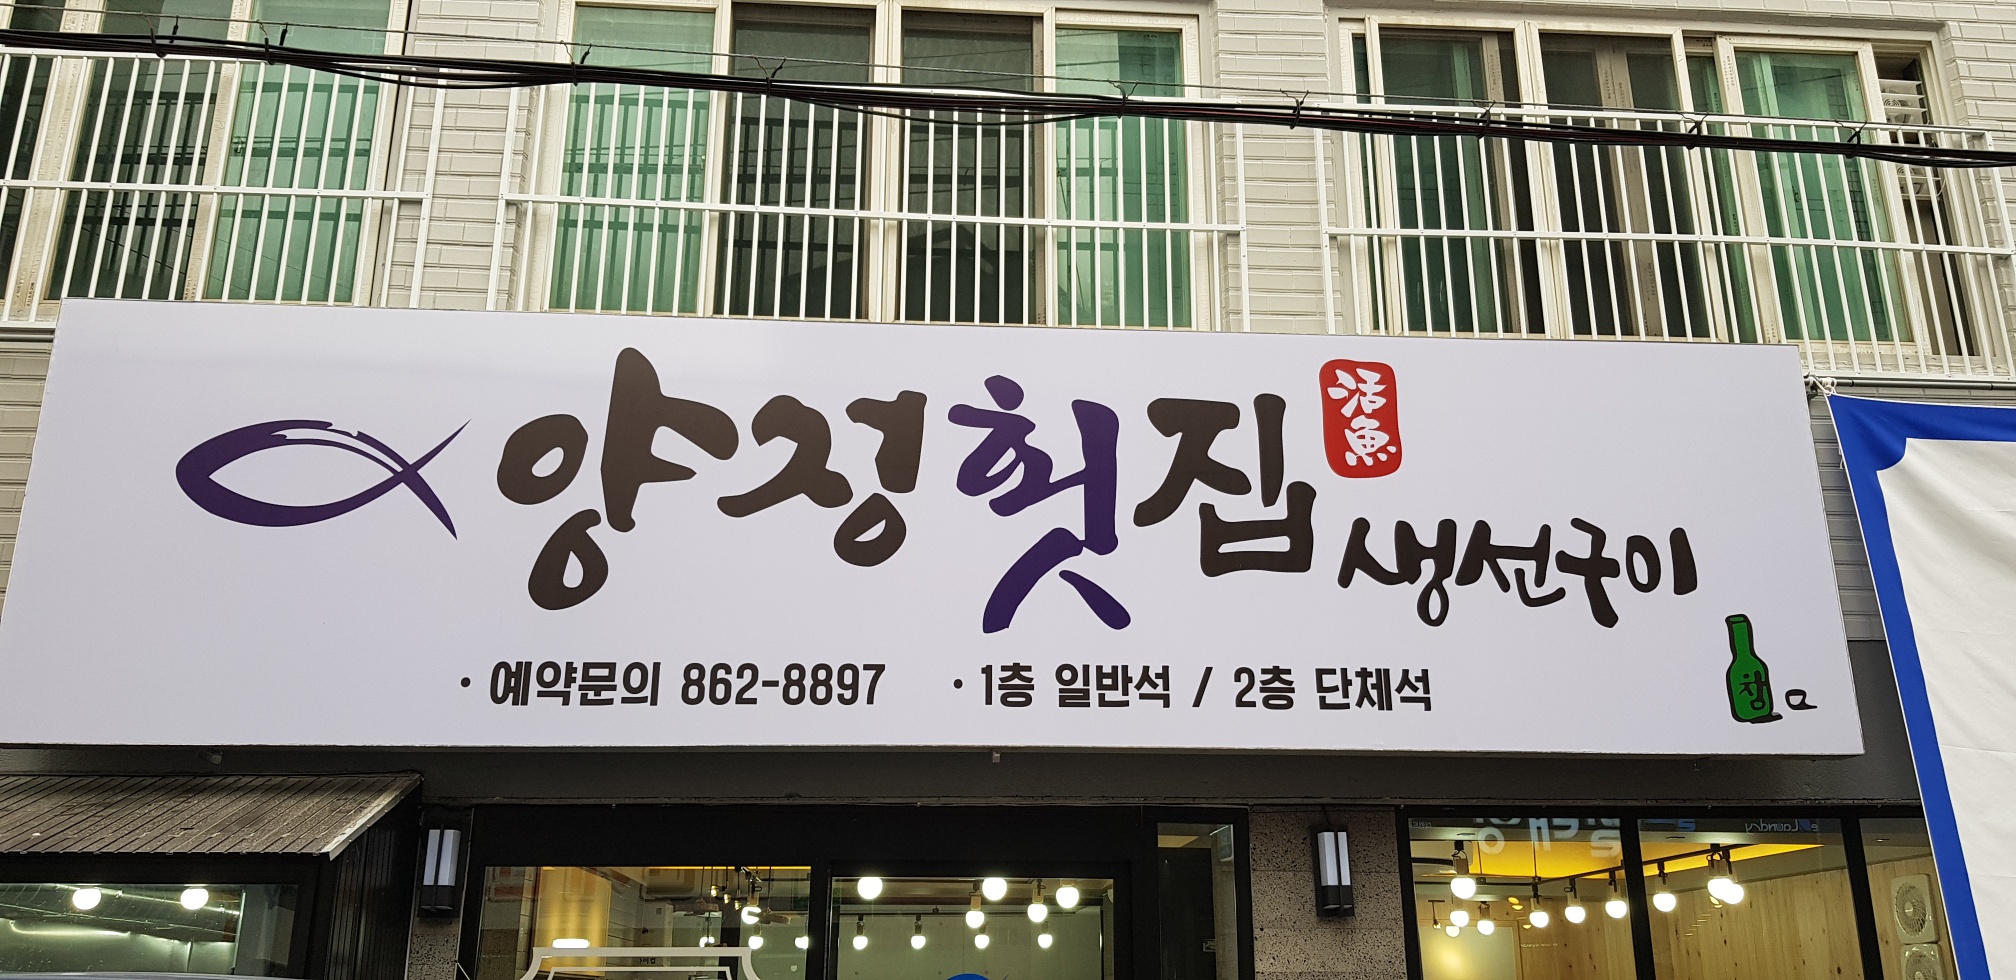 양정횟집
活魚
생선구이
· 예약문의 862-8897 · 1층 일반석 / 2층 단체석
Laundry